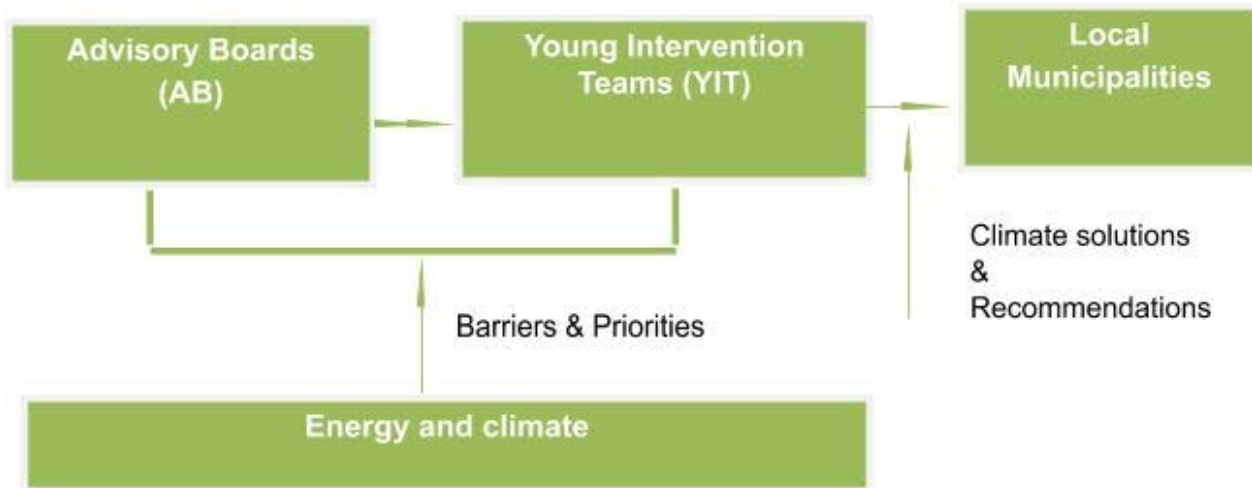 Advisory Boards
(AB)
Young Intervention
Teams (YIT)
Local
Municipalities
Climate solutions
&
Recommendations
Barriers & Priorities
Energy and climate